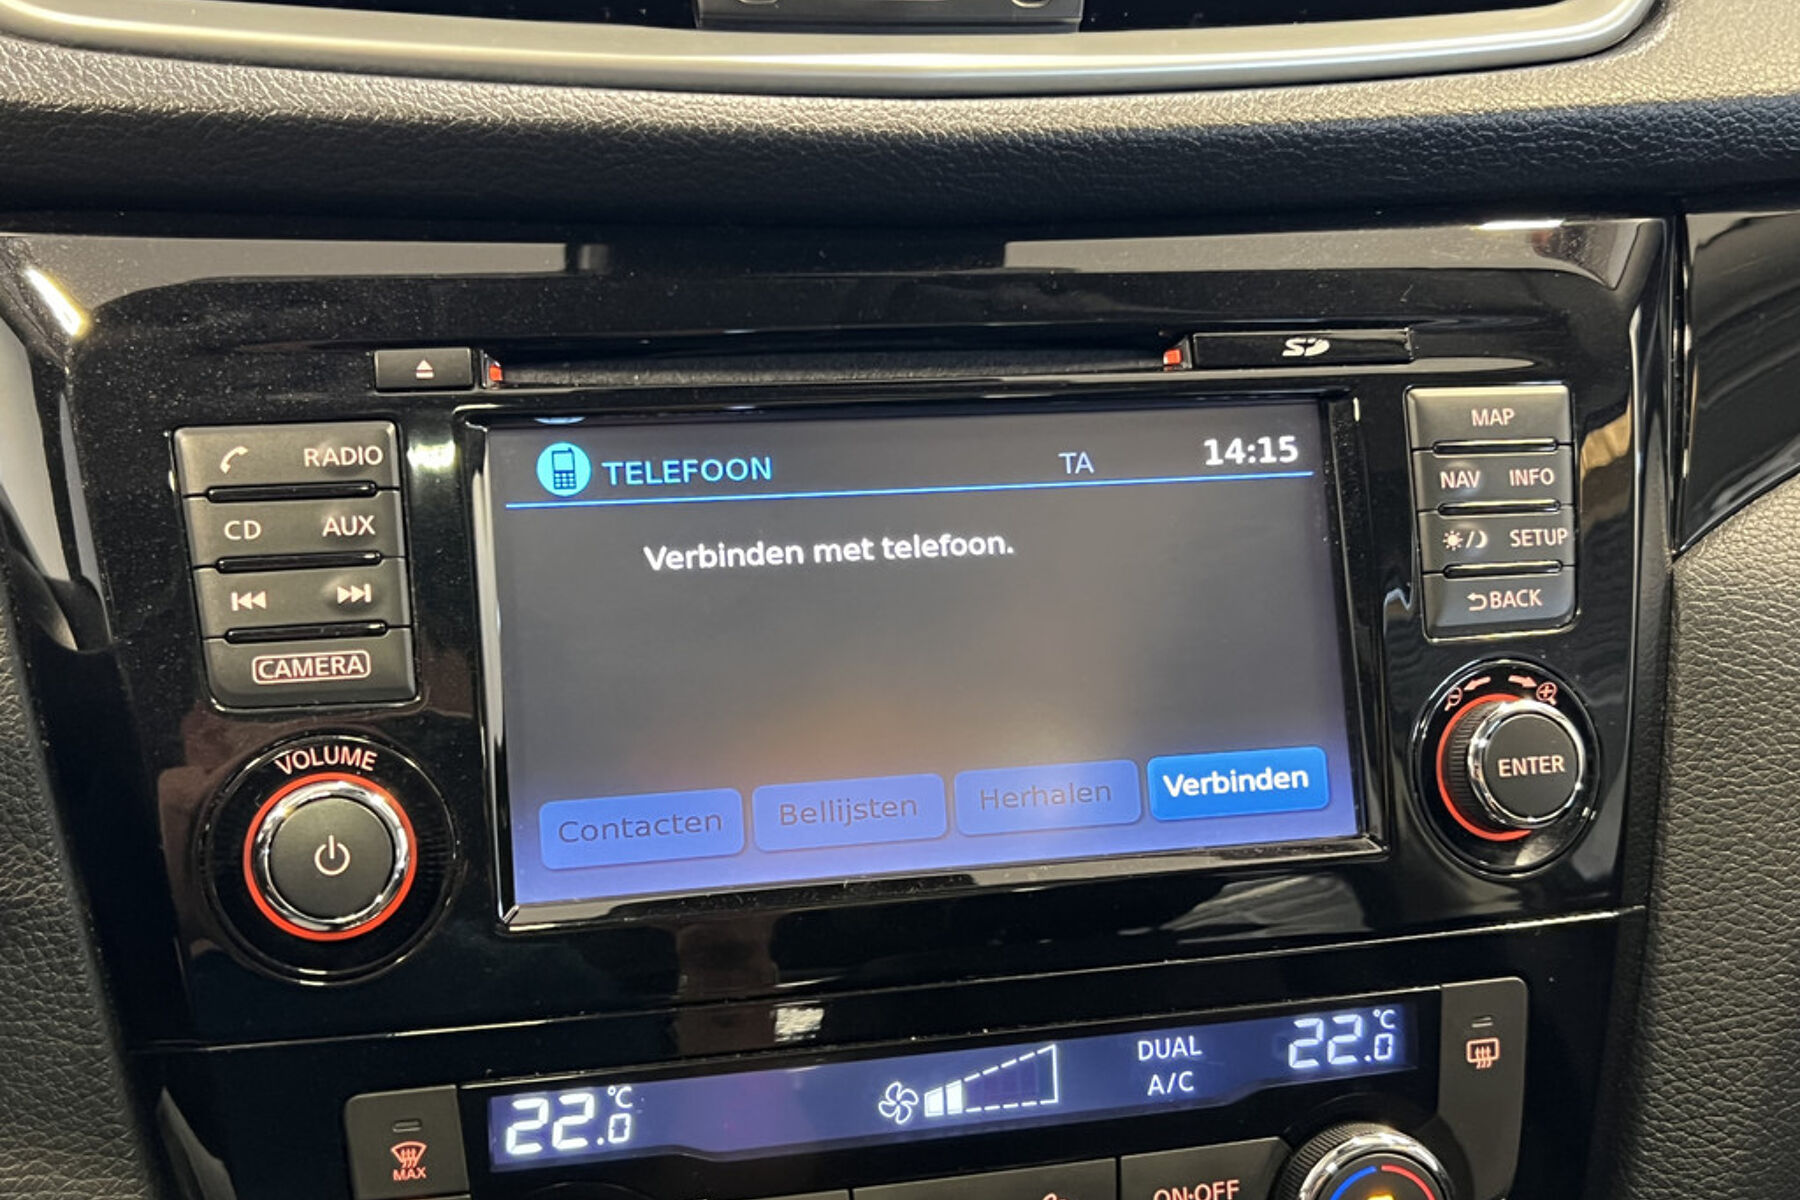 SD
RADIO
CD AUX
CAMERA
VOLUME
TELEFOON TA 14:15
Verbinden met telefoon.
Contacten Bellijsten Herhalen Verbinden
MAP
NAV INFO
SETUP
BACK
ENTER
22.0 °C
DUAL
A/C
22.0 °C
MAX
ON·OFF